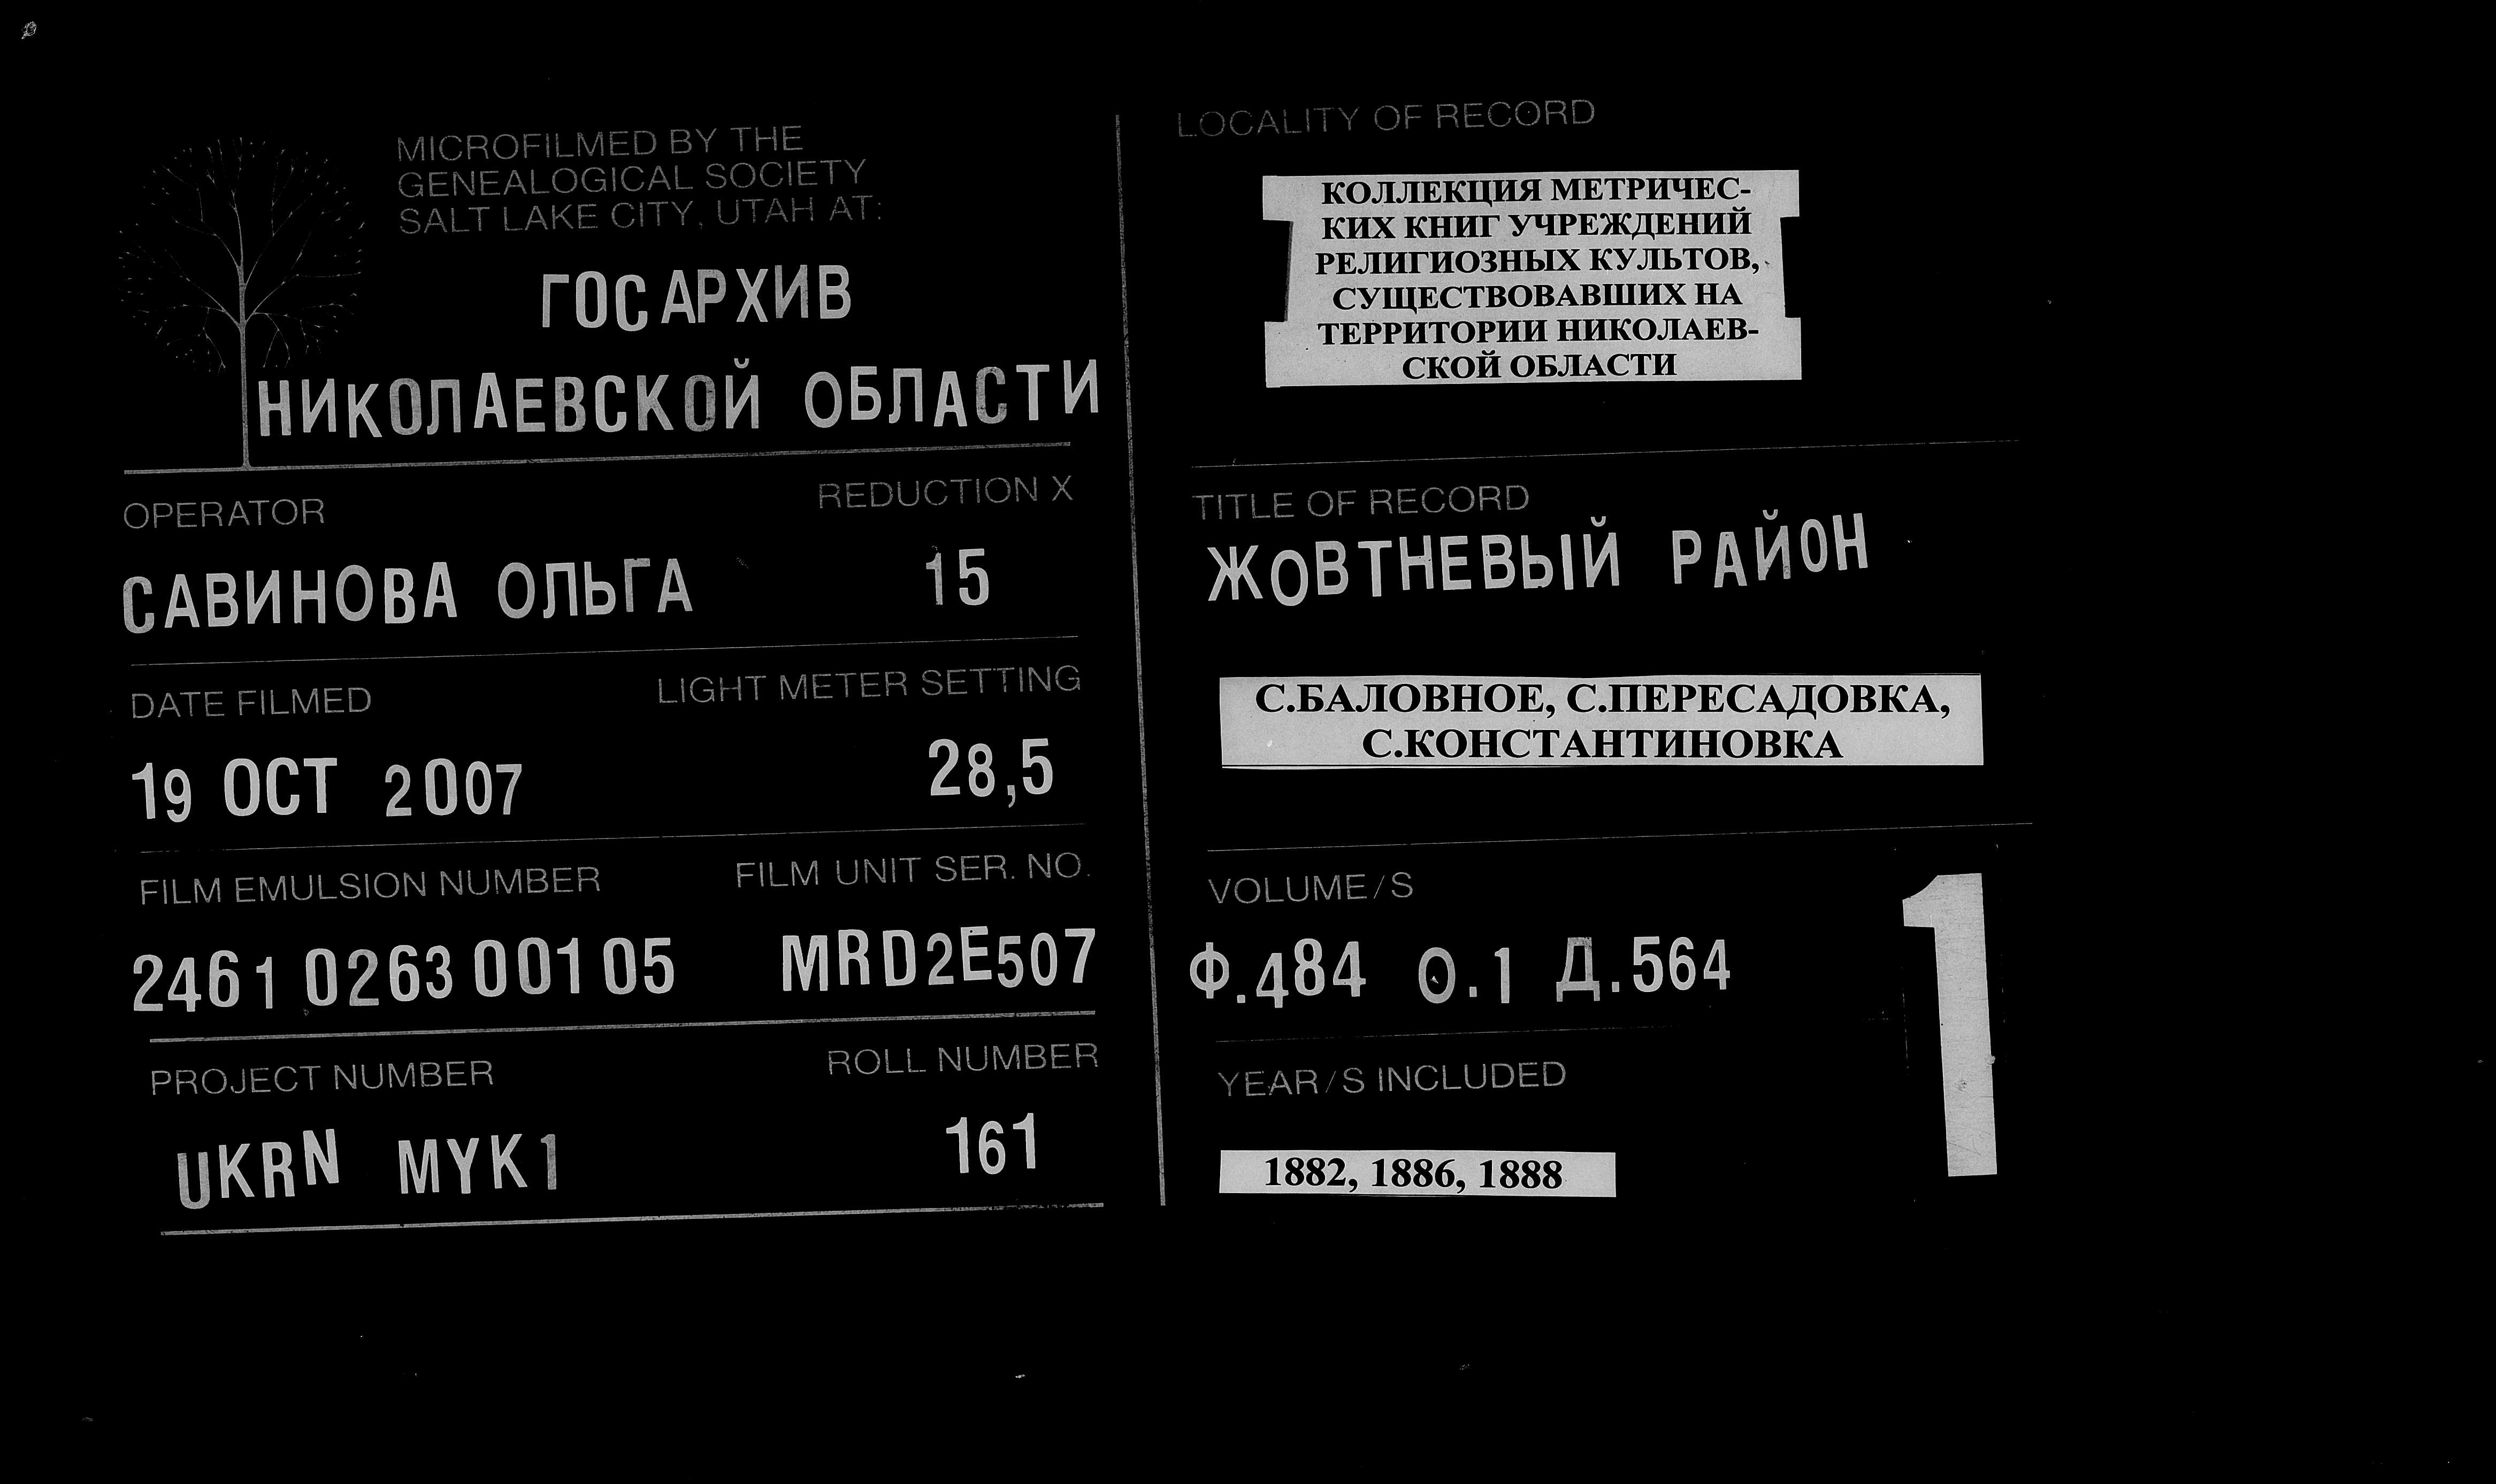 MICROFILMED BY THE
GENEALOGICAL SOCIETY
SALT LAKE CITY, UTAH AT:
ГОСАРХИВ
НИКОЛАЕВСКОЙ ОБЛАСТИ
OPERATOR REDUCTION X
САВИНОВА ОЛЬГА 15
DATE FILMED LIGHT METER SETTING
19 OCT 2007 28,5
FILM EMULSION NUMBER FILM UNIT SER. NO.
2461 0263 001 05 MRD2E507
PROJECT NUMBER ROLL NUMBER
UKRN MYK1 161
LOCALITY OF RECORD
КОЛЛЕКЦИЯ МЕТРИЧЕС-
КИХ КНИГ УЧРЕЖДЕНИЙ
РЕЛИГИОЗНЫХ КУЛЬТОВ,
СУЩЕСТВОВАВШИХ НА
ТЕРРИТОРИИ НИКОЛАЕВ-
СКОЙ ОБЛАСТИ
TITLE OF RECORD
ЖОВТНЕВЫЙ РАЙОН
С.БАЛОВНОЕ, С.ПЕРЕСАДОВКА,
С.КОНСТАНТИНОВКА
VOLUME/S
Ф.484 О.1 Д.564
1
YEAR/S INCLUDED
1882, 1886, 1888